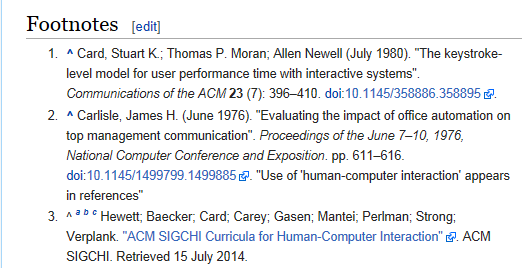 Footnotes [edit]
1. ^ Card, Stuart K.; Thomas P. Moran; Allen Newell (July 1980). "The keystroke-
level model for user performance time with interactive systems".
Communications of the ACM 23 (7): 396–410. doi:10.1145/358886.358895
2. ^ Carlisle, James H. (June 1976). "Evaluating the impact of office automation on
top management communication". Proceedings of the June 7–10, 1976,
National Computer Conference and Exposition. pp. 611–616.
doi:10.1145/1499799.1499885. "Use of 'human-computer interaction' appears
in references"
3. ^ a b c Hewett; Baecker; Card; Carey; Gasen; Mantei; Perlman; Strong;
Verplank. "ACM SIGCHI Curricula for Human-Computer Interaction". ACM
SIGCHI. Retrieved 15 July 2014.